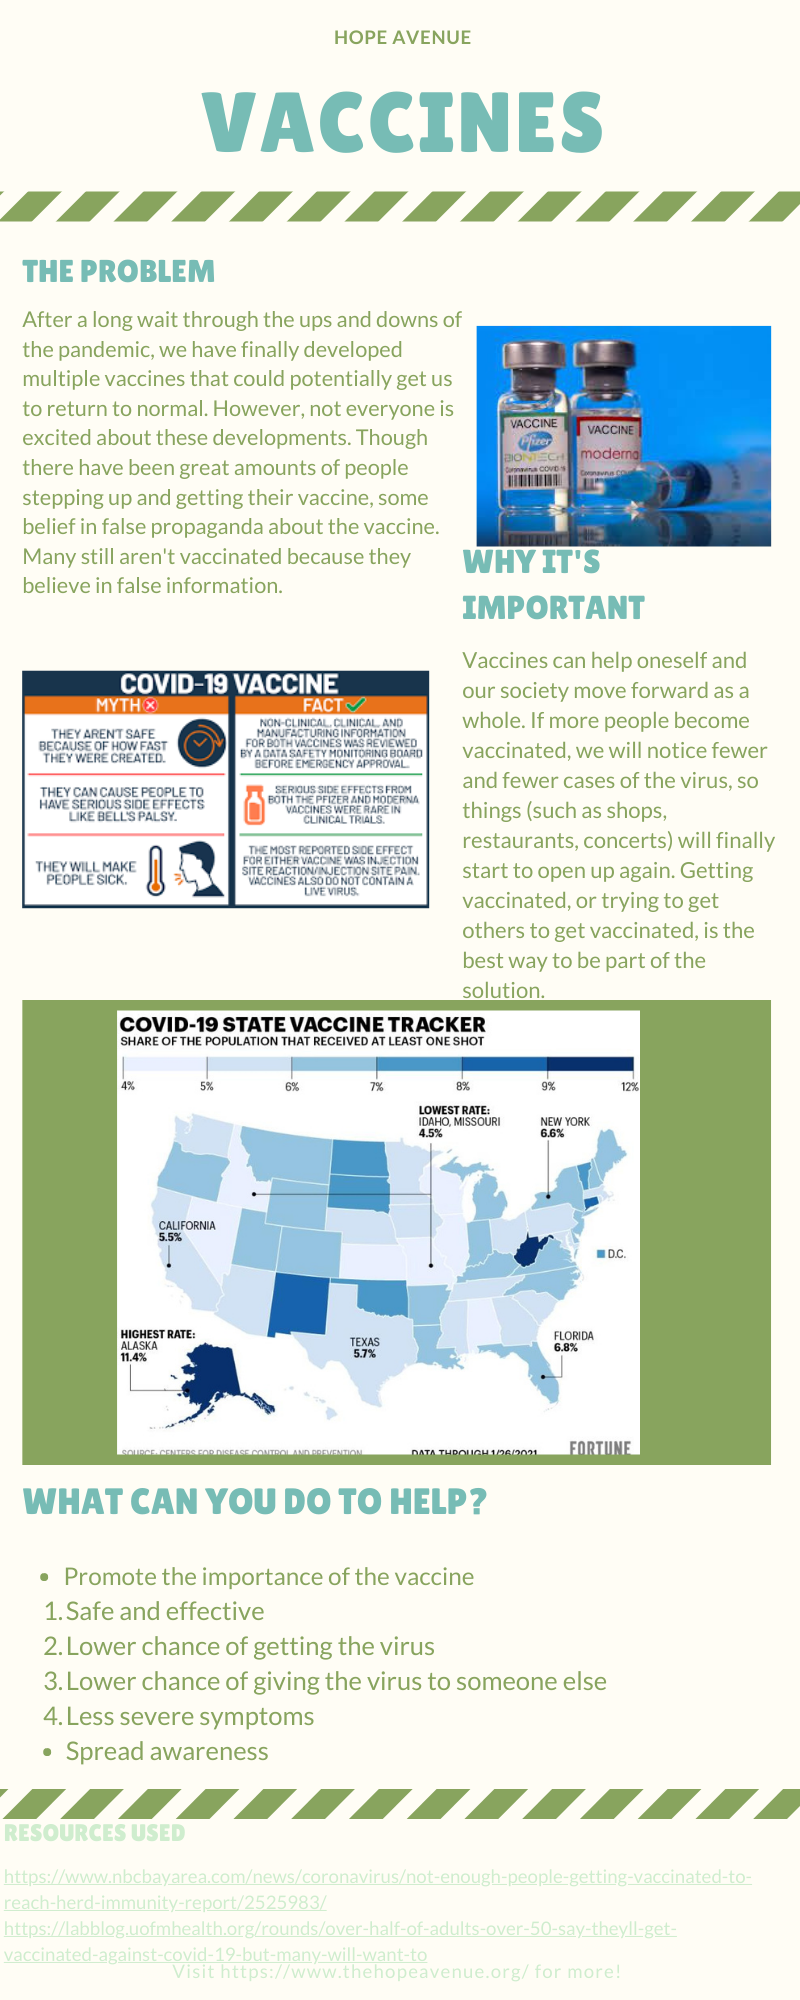 HOPE AVENUE
VACCINES
THE PROBLEM
After a long wait through the ups and downs of
the pandemic, we have finally developed
multiple vaccines that could potentially get us
to return to normal. However, not everyone is
excited about these developments. Though
there have been great amounts of people
stepping up and getting their vaccine, some
belief in false propaganda about the vaccine.
Many still aren't vaccinated because they
believe in false information.
VACCINE
Pfizer
BIONTECH
Coronavirus COVID-19
VACCINE
moderna
Coronavirus COVID
WHY IT'S
IMPORTANT
Vaccines can help oneself and
our society move forward as a
whole. If more people become
vaccinated, we will notice fewer
and fewer cases of the virus, so
things (such as shops,
restaurants, concerts) will finally
start to open up again. Getting
vaccinated, or trying to get
others to get vaccinated, is the
best way to be part of the
solution.
COVID-19 VACCINE
MYTH
FACT
THEY AREN'T SAFE
BECAUSE OF HOW FAST
THEY WERE CREATED.
NON-CLINICAL, CLINICAL, AND
MANUFACTURING INFORMATION
FOR BOTH VACCINES WAS REVIEWED
BY A DATA SAFETY MONITORING BOARD
BEFORE EMERGENCY APPROVAL.
THEY CAN CAUSE PEOPLE TO
HAVE SERIOUS SIDE EFFECTS
LIKE BELL'S PALSY.
SERIOUS SIDE EFFECTS FROM
BOTH THE PFIZER AND MODERNA
VACCINES WERE RARE IN
CLINICAL TRIALS.
THEY WILL MAKE
PEOPLE SICK.
THE MOST REPORTED SIDE EFFECT
FOR EITHER VACCINE WAS INJECTION
SITE REACTION/INJECTION SITE PAIN.
VACCINES ALSO DO NOT CONTAIN A
LIVE VIRUS.
COVID-19 STATE VACCINE TRACKER
SHARE OF THE POPULATION THAT RECEIVED AT LEAST ONE SHOT
4% 5% 6% 7% 8% 9% 12%
LOWEST RATE:
IDAHO, MISSOURI
4.5%
NEW YORK
6.6%
CALIFORNIA
5.5%
D.C.
HIGHEST RATE:
ALASKA
11.4%
TEXAS
5.7%
FLORIDA
6.8%
SOURCE: CENTERS FOR DISEASE CONTROL AND PREVENTION
DATA THROUGH 1/26/2021
FORTUNE
WHAT CAN YOU DO TO HELP?
• Promote the importance of the vaccine
1. Safe and effective
2. Lower chance of getting the virus
3. Lower chance of giving the virus to someone else
4. Less severe symptoms
• Spread awareness
RESOURCES USED
https://www.nbcbayarea.com/news/coronavirus/not-enough-people-getting-vaccinated-to-
reach-herd-immunity-report/2525983/
https://labblog.uofmhealth.org/rounds/over-half-of-adults-over-50-say-theyll-get-
vaccinated-against-covid-19-but-many-will-want-to
Visit https://www.thehopeavenue.org/ for more!